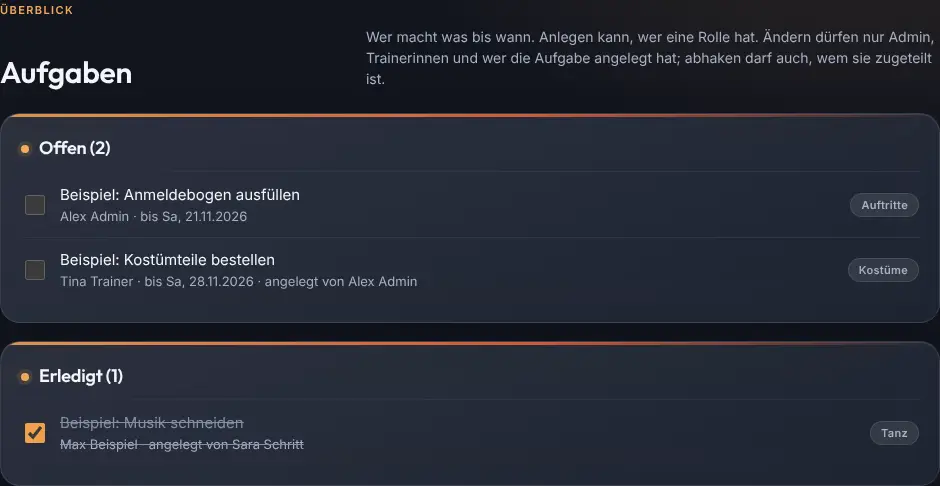 ÜBERBLICK
Aufgaben
Wer macht was bis wann. Anlegen kann, wer eine Rolle hat. Ändern dürfen nur Admin,
Trainerinnen und wer die Aufgabe angelegt hat; abhaken darf auch, wem sie zugeteilt
ist.
Offen (2)
Beispiel: Anmeldebogen ausfüllen
Alex Admin · bis Sa, 21.11.2026
Auftritte
Beispiel: Kostümteile bestellen
Tina Trainer · bis Sa, 28.11.2026 · angelegt von Alex Admin
Kostüme
Erledigt (1)
Beispiel: Musik schneiden
Max Beispiel · angelegt von Sara Schritt
Tanz